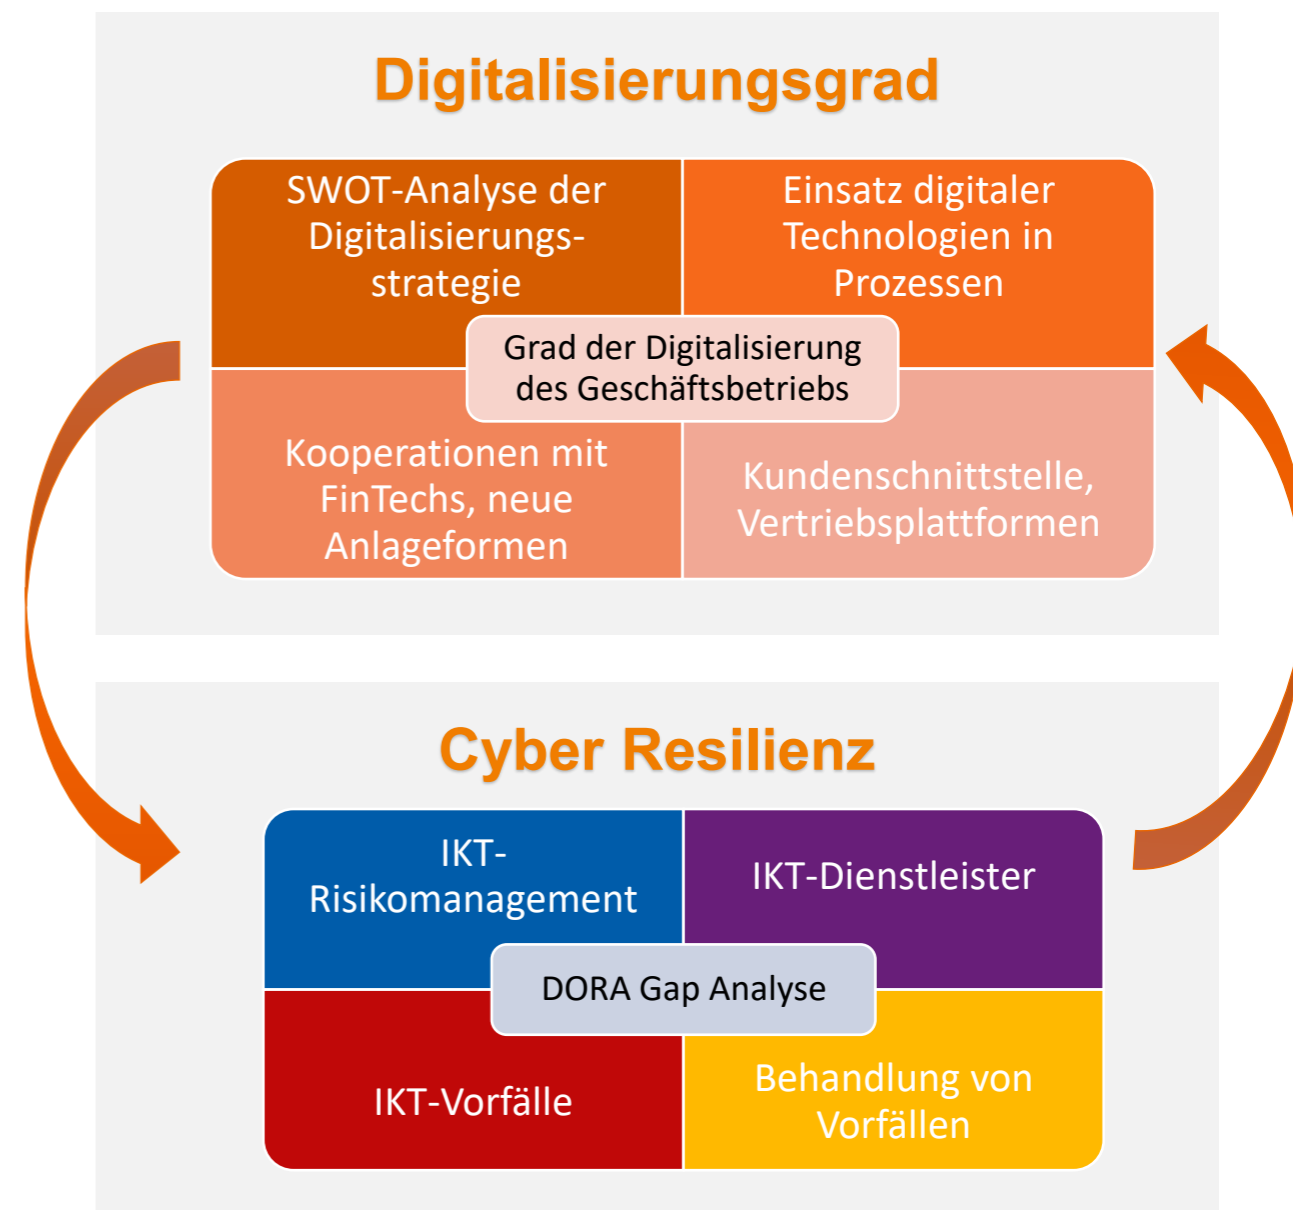 Digitalisierungsgrad
SWOT-Analyse der
Digitalisierungs-
strategie
Einsatz digitaler
Technologien in
Prozessen
Grad der Digitalisierung
des Geschäftsbetriebs
Kooperationen mit
FinTechs, neue
Anlageformen
Kundenschnittstelle,
Vertriebsplattformen
Cyber Resilienz
IKT-
Risikomanagement
IKT-Dienstleister
DORA Gap Analyse
IKT-Vorfälle
Behandlung von
Vorfällen